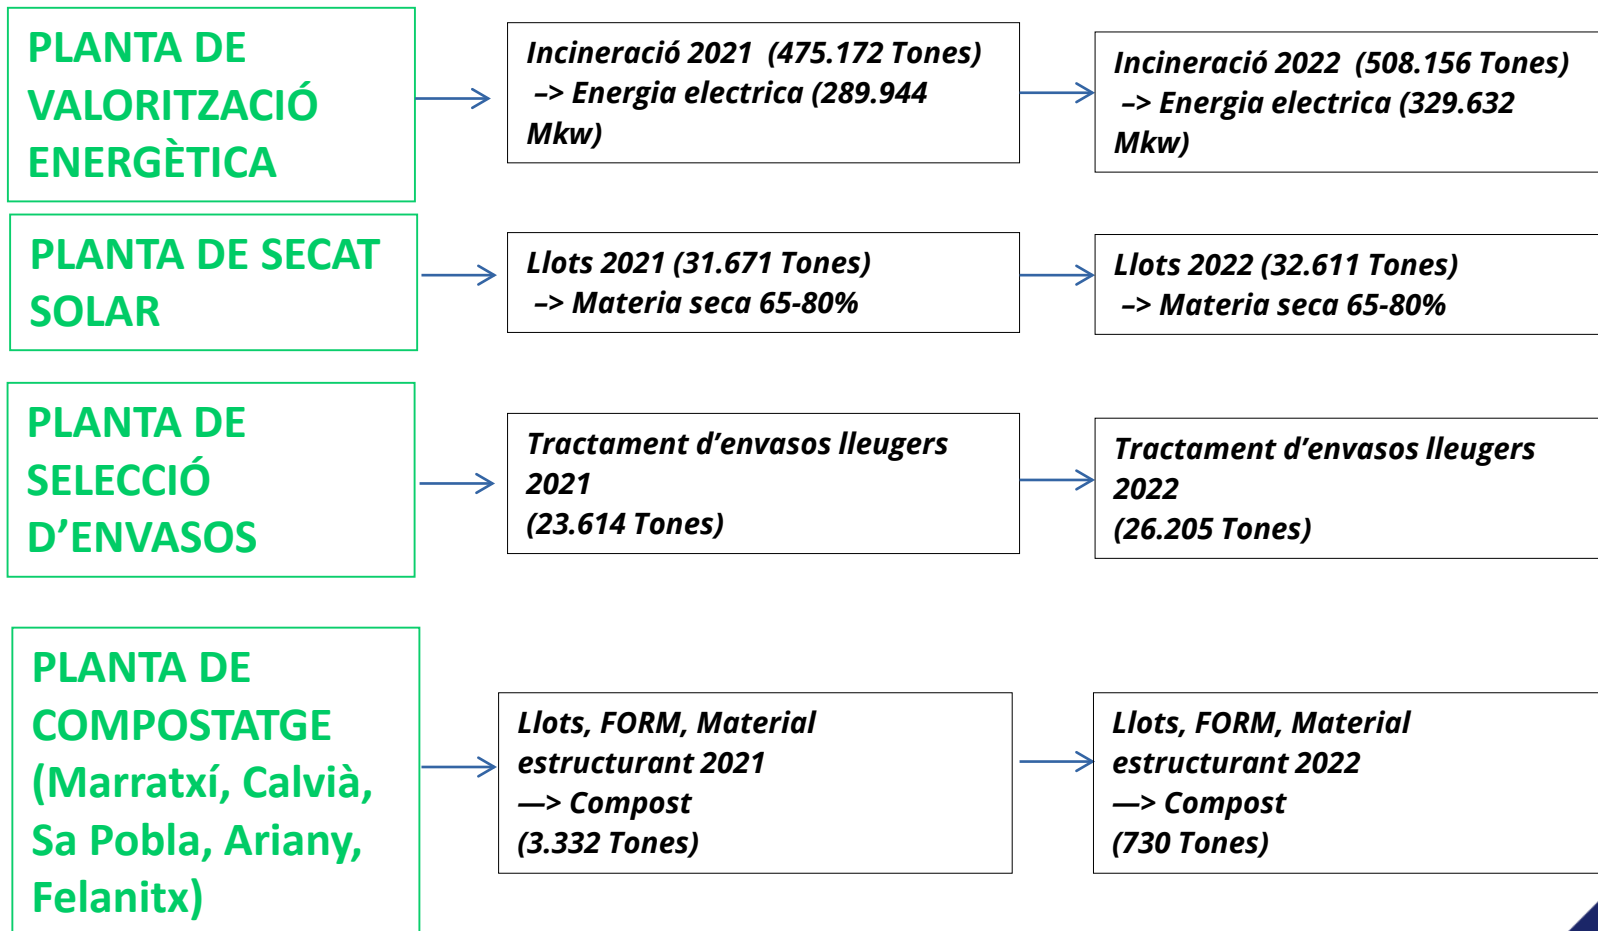 PLANTA DE
VALORITZACIÓ
ENERGÈTICA
Incineració 2021  (475.172 Tones)
–> Energia electrica (289.944
Mkw)
Incineració 2022  (508.156 Tones)
–> Energia electrica (329.632
Mkw)
PLANTA DE SECAT
SOLAR
Llots 2021 (31.671 Tones)
–> Materia seca 65-80%
Llots 2022 (32.611 Tones)
–> Materia seca 65-80%
PLANTA DE
SELECCIÓ
D’ENVASOS
Tractament d’envasos lleugers
2021
(23.614 Tones)
Tractament d’envasos lleugers
2022
(26.205 Tones)
PLANTA DE
COMPOSTATGE
(Marratxí, Calvià,
Sa Pobla, Ariany,
Felanitx)
Llots, FORM, Material
estructurant 2021
—> Compost
(3.332 Tones)
Llots, FORM, Material
estructurant 2022
—> Compost
(730 Tones)